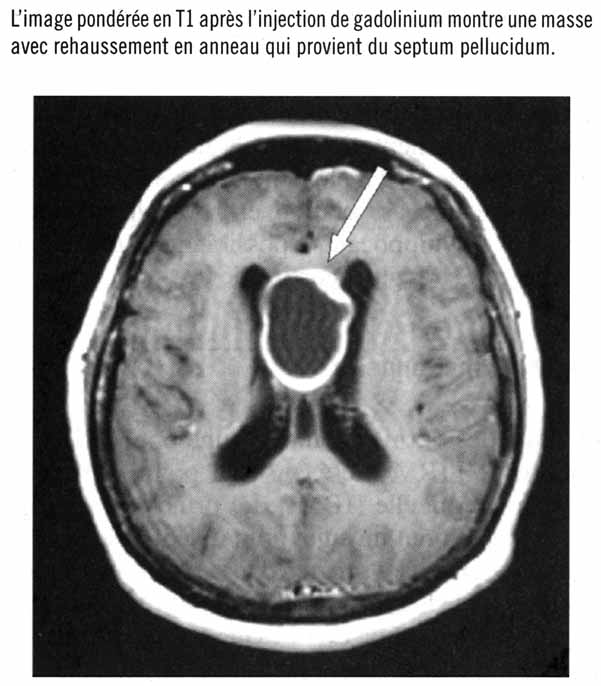 L'image pondérée en T1 après l'injection de gadolinium montre une masse
avec rehaussement en anneau qui provient du septum pellucidum.